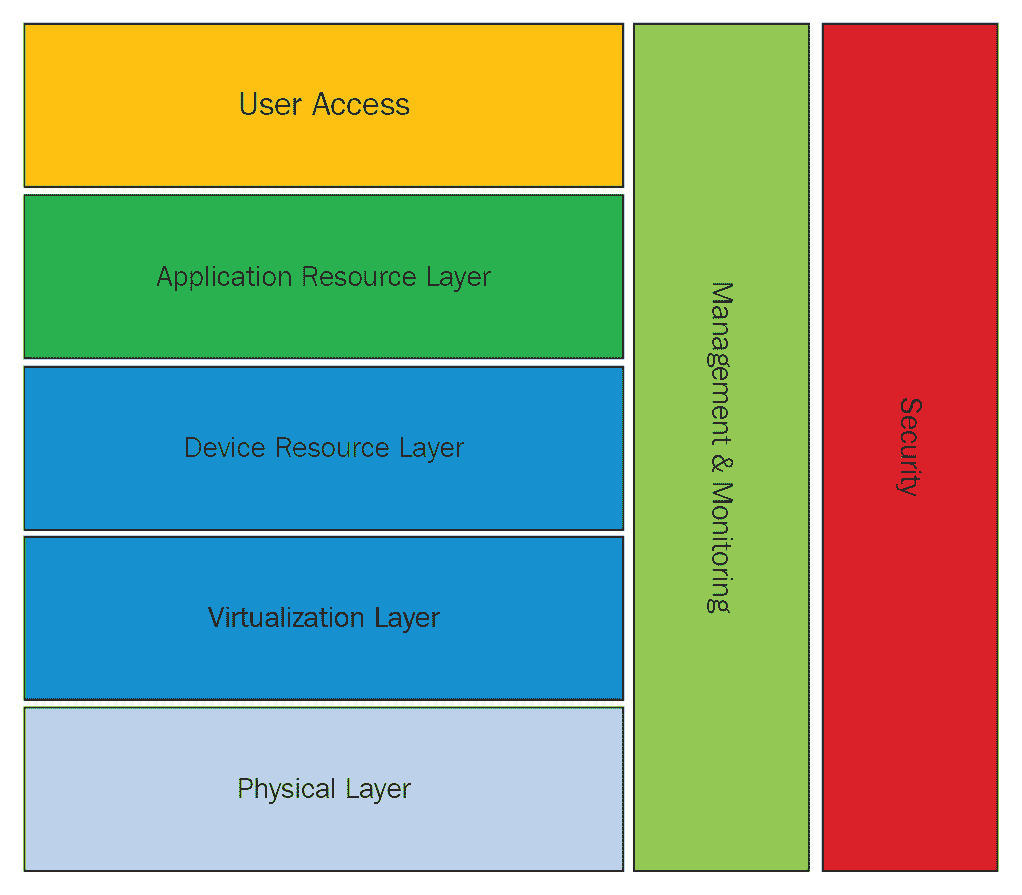 User Access
Application Resource Layer
Device Resource Layer
Virtualization Layer
Physical Layer
Management & Monitoring
Security